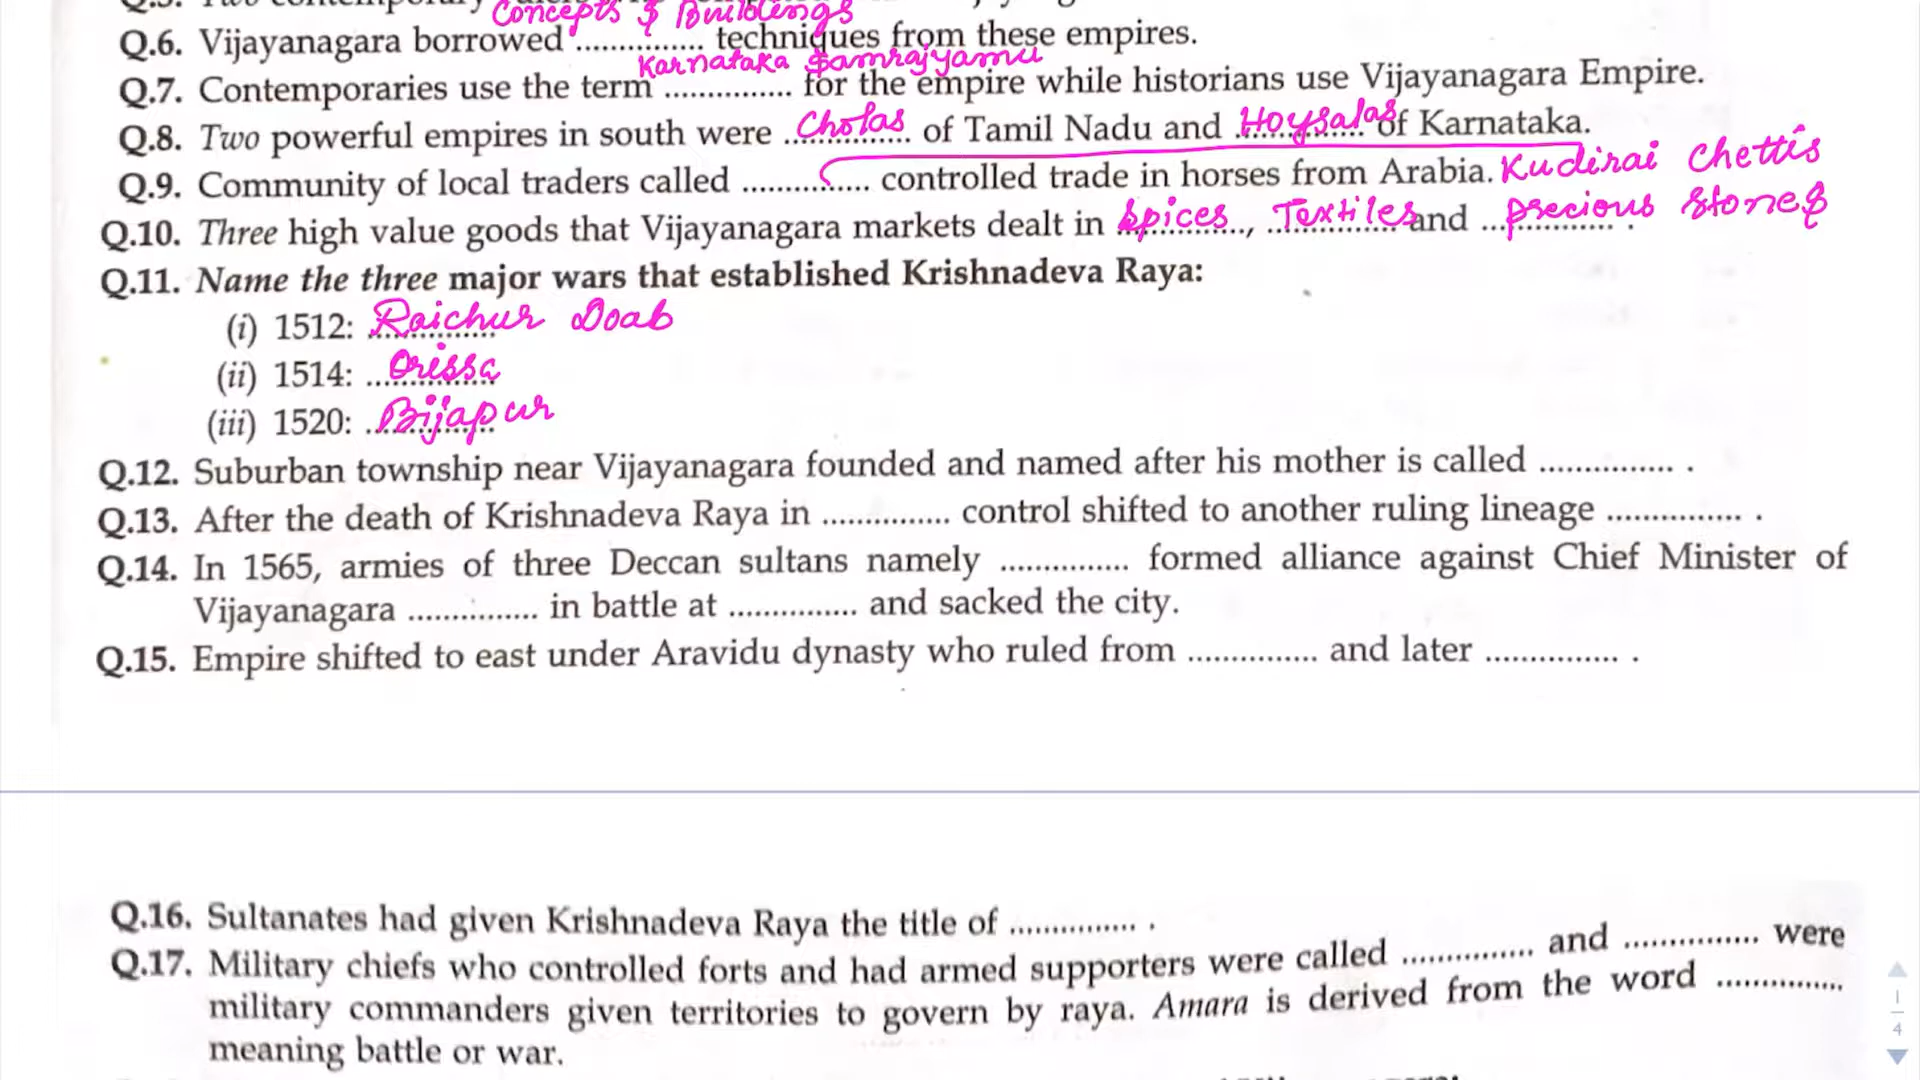 Concepts & Buildings
Q.6. Vijayanagara borrowed .............. techniques from these empires.
Karnataka Samrajyamu
Q.7. Contemporaries use the term .............. for the empire while historians use Vijayanagara Empire.
Q.8. Two powerful empires in south were Cholas of Tamil Nadu and Hoysalas of Karnataka.
Q.9. Community of local traders called .............. controlled trade in horses from Arabia. Kudirai Chettis
Q.10. Three high value goods that Vijayanagara markets dealt in Spices, Textiles and precious stones.
Q.11. Name the three major wars that established Krishnadeva Raya:
(i) 1512: Raichur Doab
(ii) 1514: Orissa
(iii) 1520: Bijapur
Q.12. Suburban township near Vijayanagara founded and named after his mother is called .............. .
Q.13. After the death of Krishnadeva Raya in .............. control shifted to another ruling lineage .............. .
Q.14. In 1565, armies of three Deccan sultans namely .............. formed alliance against Chief Minister of
Vijayanagara .............. in battle at .............. and sacked the city.
Q.15. Empire shifted to east under Aravidu dynasty who ruled from .............. and later .............. .
Q.16. Sultanates had given Krishnadeva Raya the title of .............. .
Q.17. Military chiefs who controlled forts and had armed supporters were called .............. and .............. were
military commanders given territories to govern by raya. Amara is derived from the word ..............
meaning battle or war.
1
4